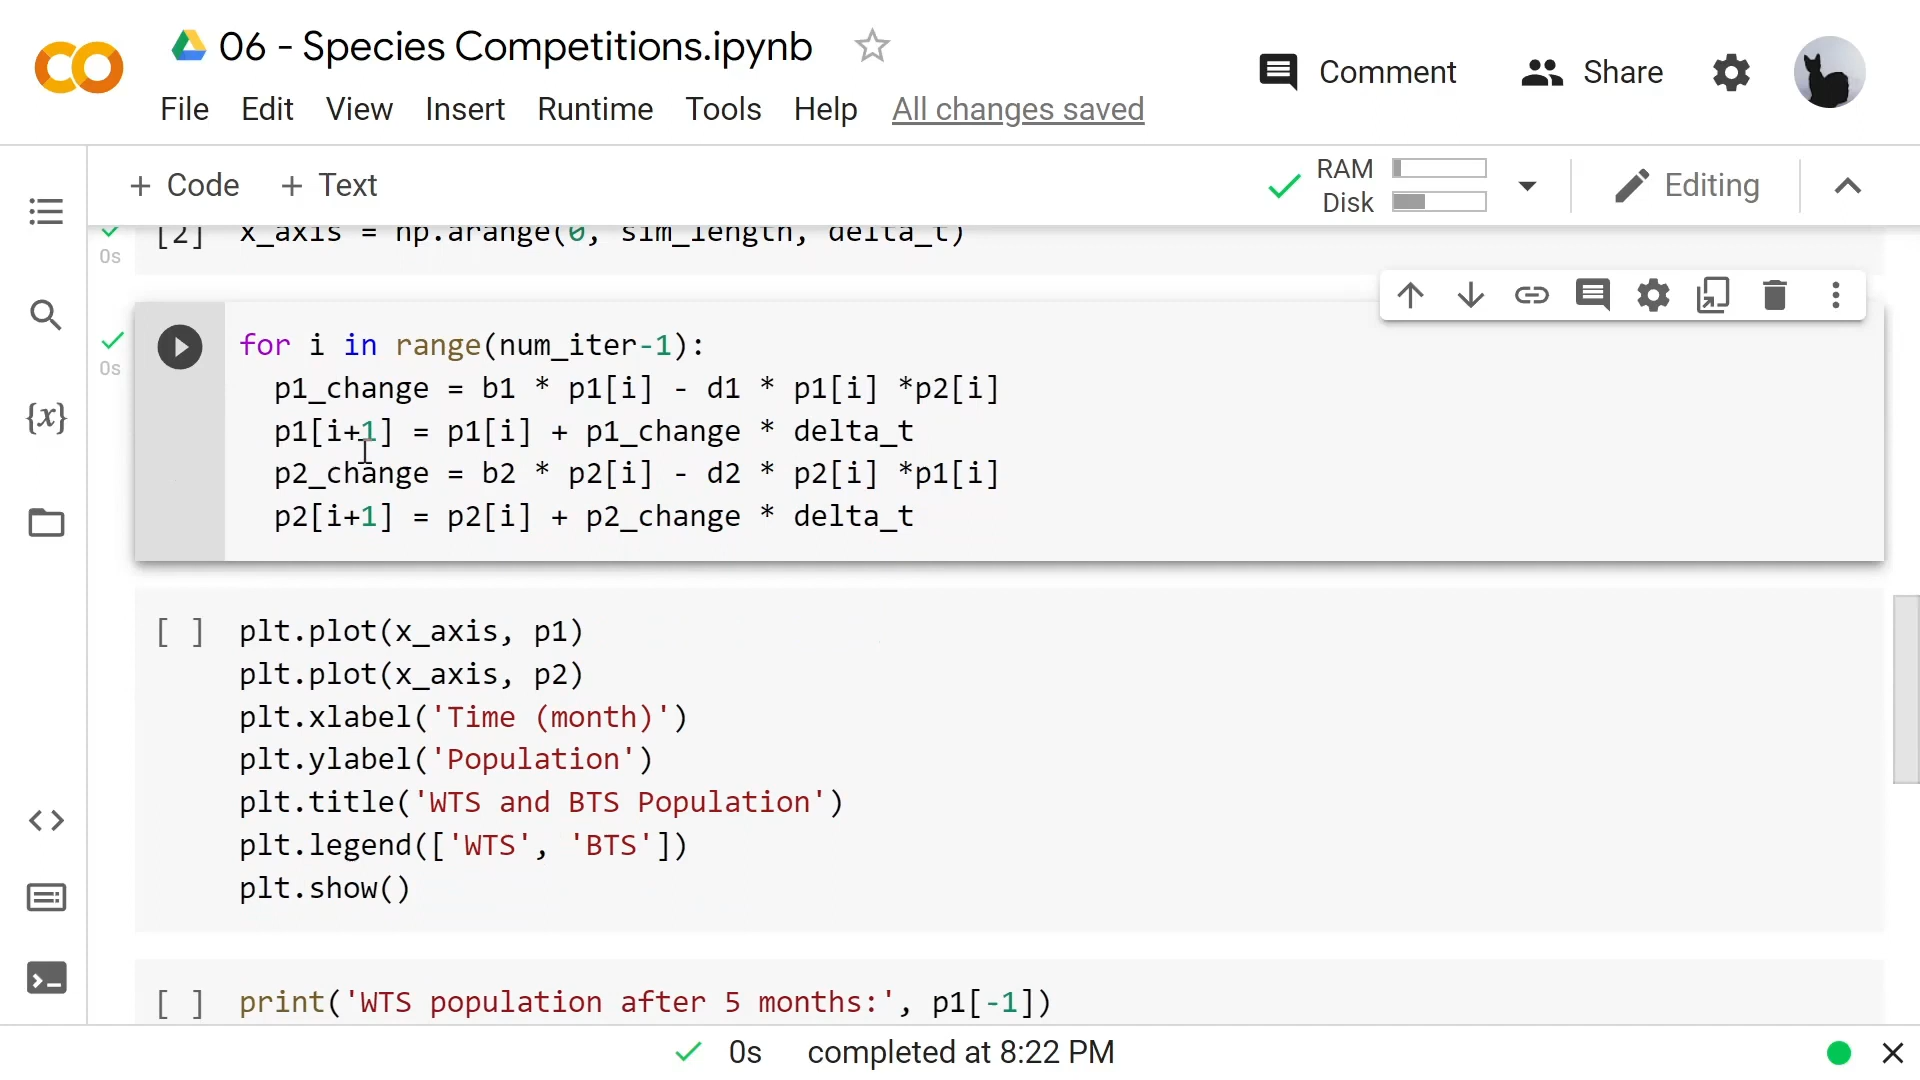 06 - Species Competitions.ipynb
File Edit View Insert Runtime Tools Help All changes saved
Comment Share
+ Code + Text
RAM
Disk
Editing
[2] x_axis = np.arange(0, sim_length, delta_t)
0s
for i in range(num_iter-1):
0s
p1_change = b1 * p1[i] - d1 * p1[i] *p2[i]
p1[i+1] = p1[i] + p1_change * delta_t
p2_change = b2 * p2[i] - d2 * p2[i] *p1[i]
p2[i+1] = p2[i] + p2_change * delta_t
{x}
[ ] plt.plot(x_axis, p1)
plt.plot(x_axis, p2)
plt.xlabel('Time (month)')
plt.ylabel('Population')
plt.title('WTS and BTS Population')
plt.legend(['WTS', 'BTS'])
plt.show()
[ ] print('WTS population after 5 months:', p1[-1])
0s completed at 8:22 PM